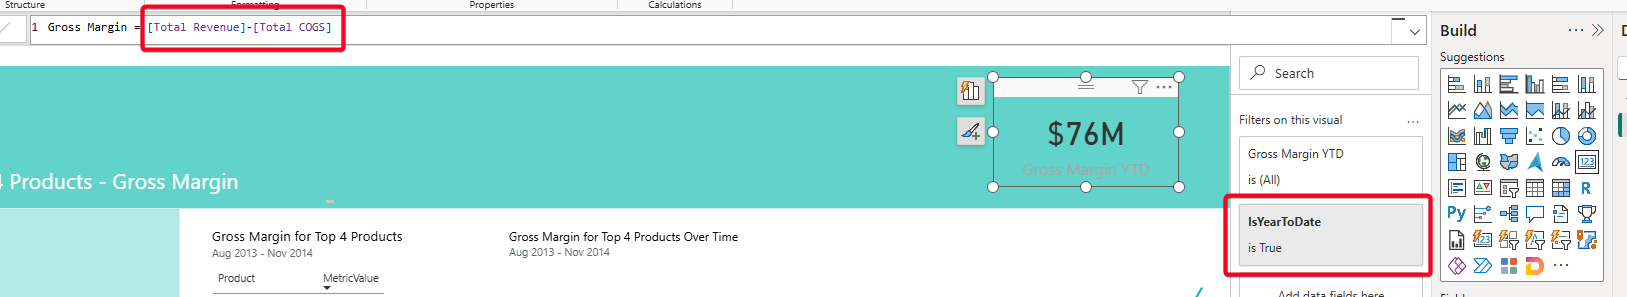 Structure
Formatting
Properties
Calculations
1 Gross Margin = [Total Revenue]-[Total COGS]
Build
Suggestions
Search
Filters on this visual
Gross Margin YTD
is (All)
IsYearToDate
is True
Add data fields here
$76M
Gross Margin YTD
4 Products - Gross Margin
Gross Margin for Top 4 Products
Aug 2013 - Nov 2014
Product
MetricValue
Gross Margin for Top 4 Products Over Time
Aug 2013 - Nov 2014
123
R
Py
123